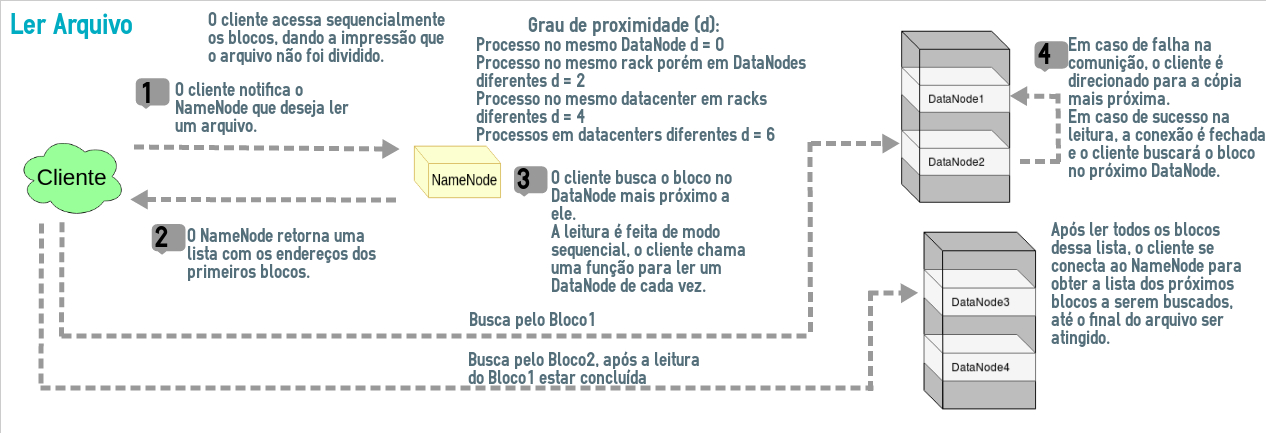 Ler Arquivo
O cliente acessa sequencialmente
os blocos, dando a impressão que
o arquivo não foi dividido.
Grau de proximidade (d):
Processo no mesmo DataNode d = 0
Processo no mesmo rack porém em DataNodes
diferentes d = 2
Processo no mesmo datacenter em racks
diferentes d = 4
Processos em datacenters diferentes d = 6
1
O cliente notifica o
NameNode que deseja ler
um arquivo.
Cliente
NameNode
2
O NameNode retorna uma
lista com os endereços dos
primeiros blocos.
3
O cliente busca o bloco no
DataNode mais próximo a
ele.
A leitura é feita de modo
sequencial, o cliente chama
uma função para ler um
DataNode de cada vez.
Busca pelo Bloco1
Busca pelo Bloco2, após a leitura
do Bloco1 estar concluída
DataNode1
DataNode2
4
Em caso de falha na
comunição, o cliente é
direcionado para a cópia
mais próxima.
Em caso de sucesso na
leitura, a conexão é fechada
e o cliente buscará o bloco
no próximo DataNode.
DataNode3
DataNode4
Após ler todos os blocos
dessa lista, o cliente se
conecta ao NameNode para
obter a lista dos próximos
blocos a serem buscados,
até o final do arquivo ser
atingido.